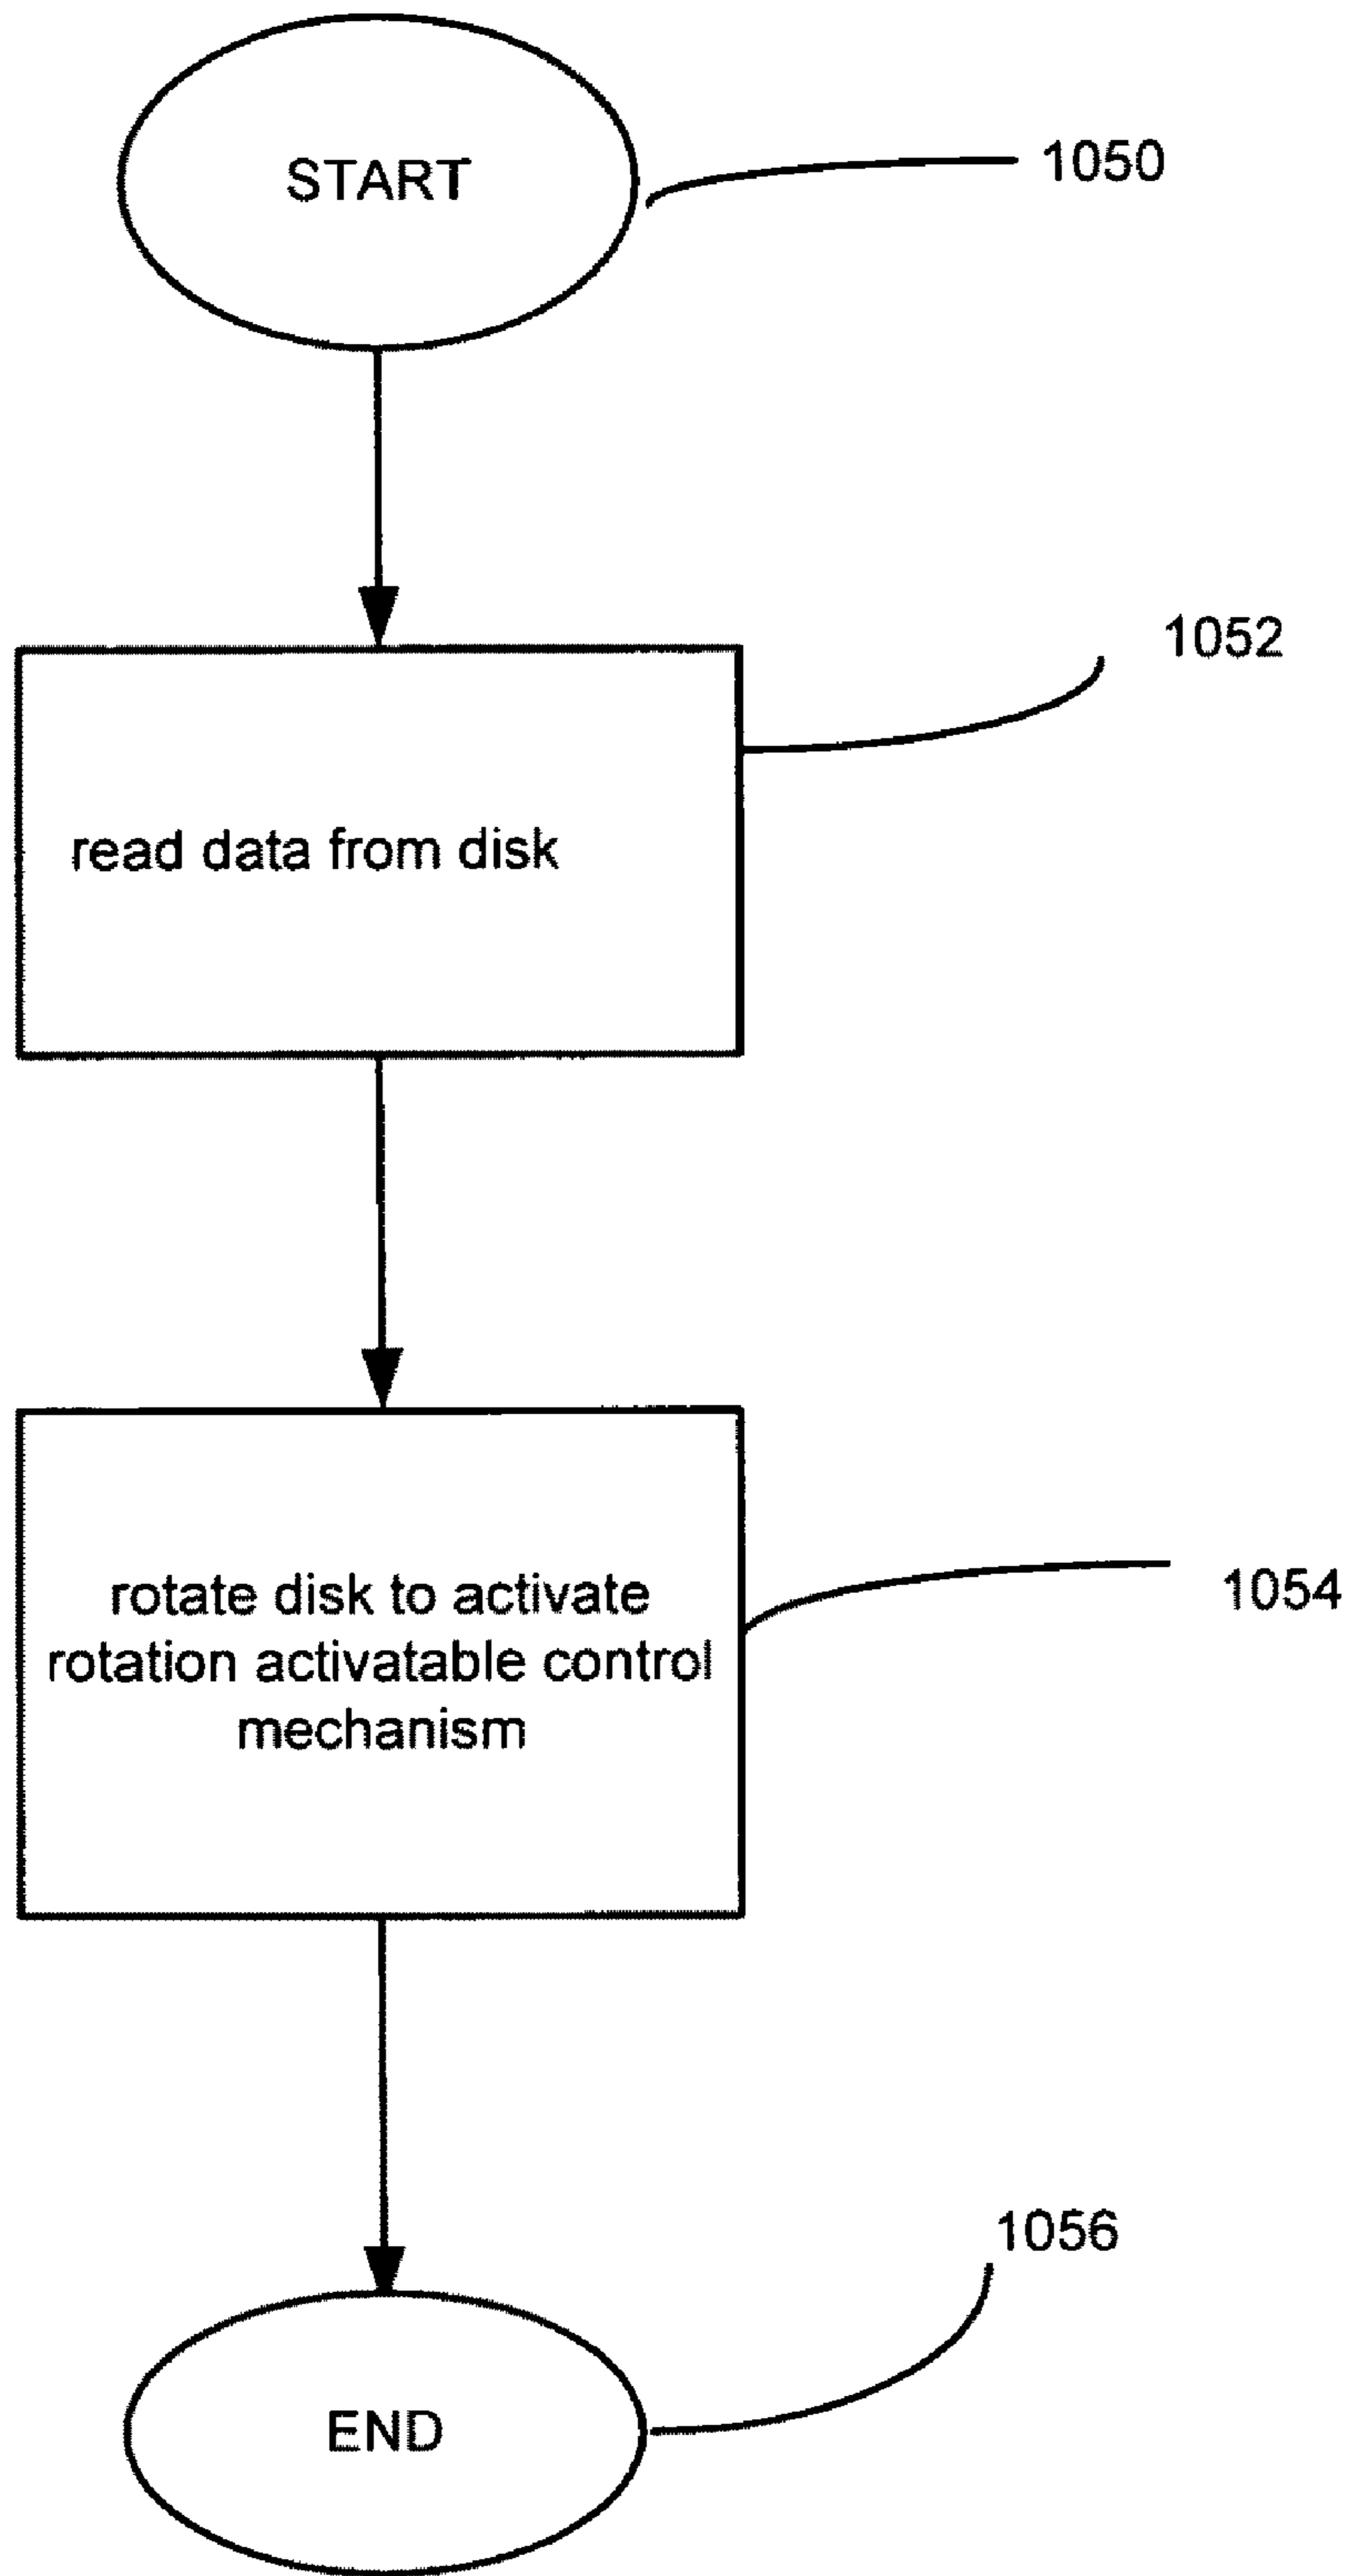 START
1050
1052
read data from disk
rotate disk to activate
rotation activatable control
mechanism
1054
1056
END